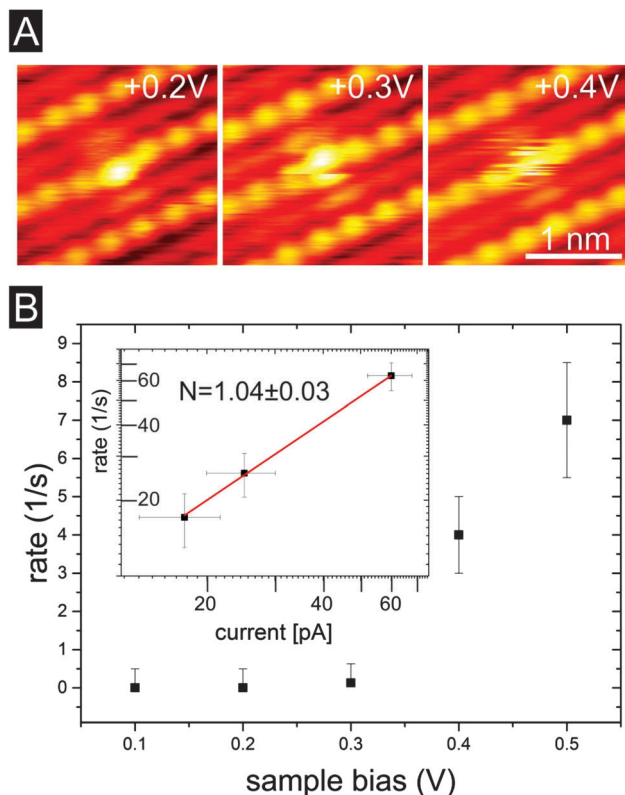 A
+0.2V
+0.3V
+0.4V
1 nm
B
9
8
7
6
5
4
3
2
1
0
rate (1/s)
60
40
20
rate (1/s)
N=1.04±0.03
20
40
60
current [pA]
0.1
0.2
0.3
0.4
0.5
sample bias (V)